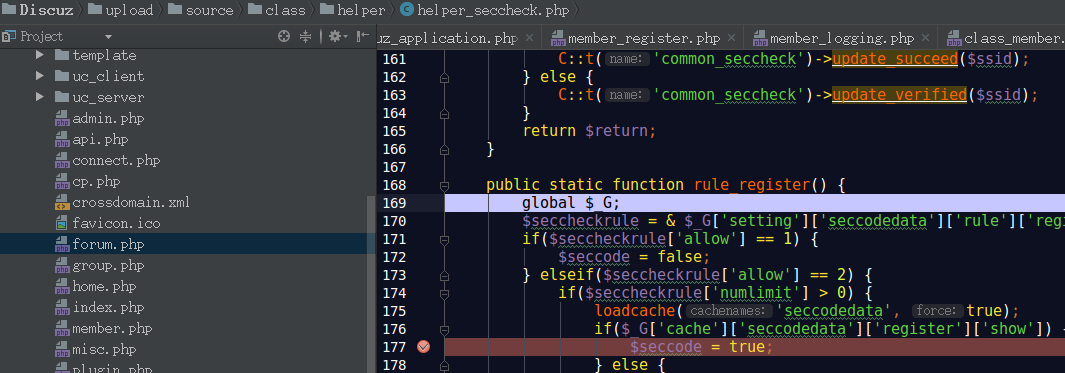 Discuz upload source class helper helper_seccheck.php
Project
uz_application.php × member_register.php × member_logging.php × class_member.
template
uc_client
uc_server
admin.php
api.php
connect.php
cp.php
crossdomain.xml
favicon.ico
forum.php
group.php
home.php
index.php
member.php
misc.php
plugin.php
161 C::t( name: 'common_seccheck')->update_succeed($ssid);
162 } else {
163 C::t( name: 'common_seccheck')->update_verified($ssid);
164 }
165 return $return;
166 }
167
168 public static function rule_register() {
169 global $_G;
170 $seccheckrule = & $_G['setting']['seccodedata']['rule']['regi
171 if($seccheckrule['allow'] == 1) {
172 $seccode = false;
173 } elseif($seccheckrule['allow'] == 2) {
174 if($seccheckrule['numlimit'] > 0) {
175 loadcache( cachenames: 'seccodedata', force: true);
176 if($_G['cache']['seccodedata']['register']['show']) {
177 $seccode = true;
178 } else {